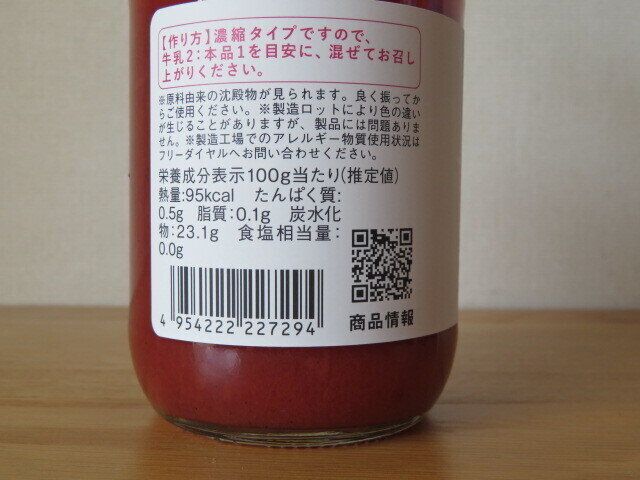 【作り方】濃縮タイプですので、
牛乳2：本品1を目安に、混ぜてお召し
上がりください。
※原料由来の沈殿物が見られます。良く振ってか
らご使用ください。※製造ロットにより色の違い
が生じることがありますが、製品には問題ありま
せん。※製造工場でのアレルギー物質使用状況は
フリーダイヤルへお問い合わせください。
栄養成分表示100g当たり(推定値)
熱量:95kcal たんぱく質:
0.5g 脂質:0.1g 炭水化
物:23.1g 食塩相当量:
0.0g
4 954222 227294
商品情報